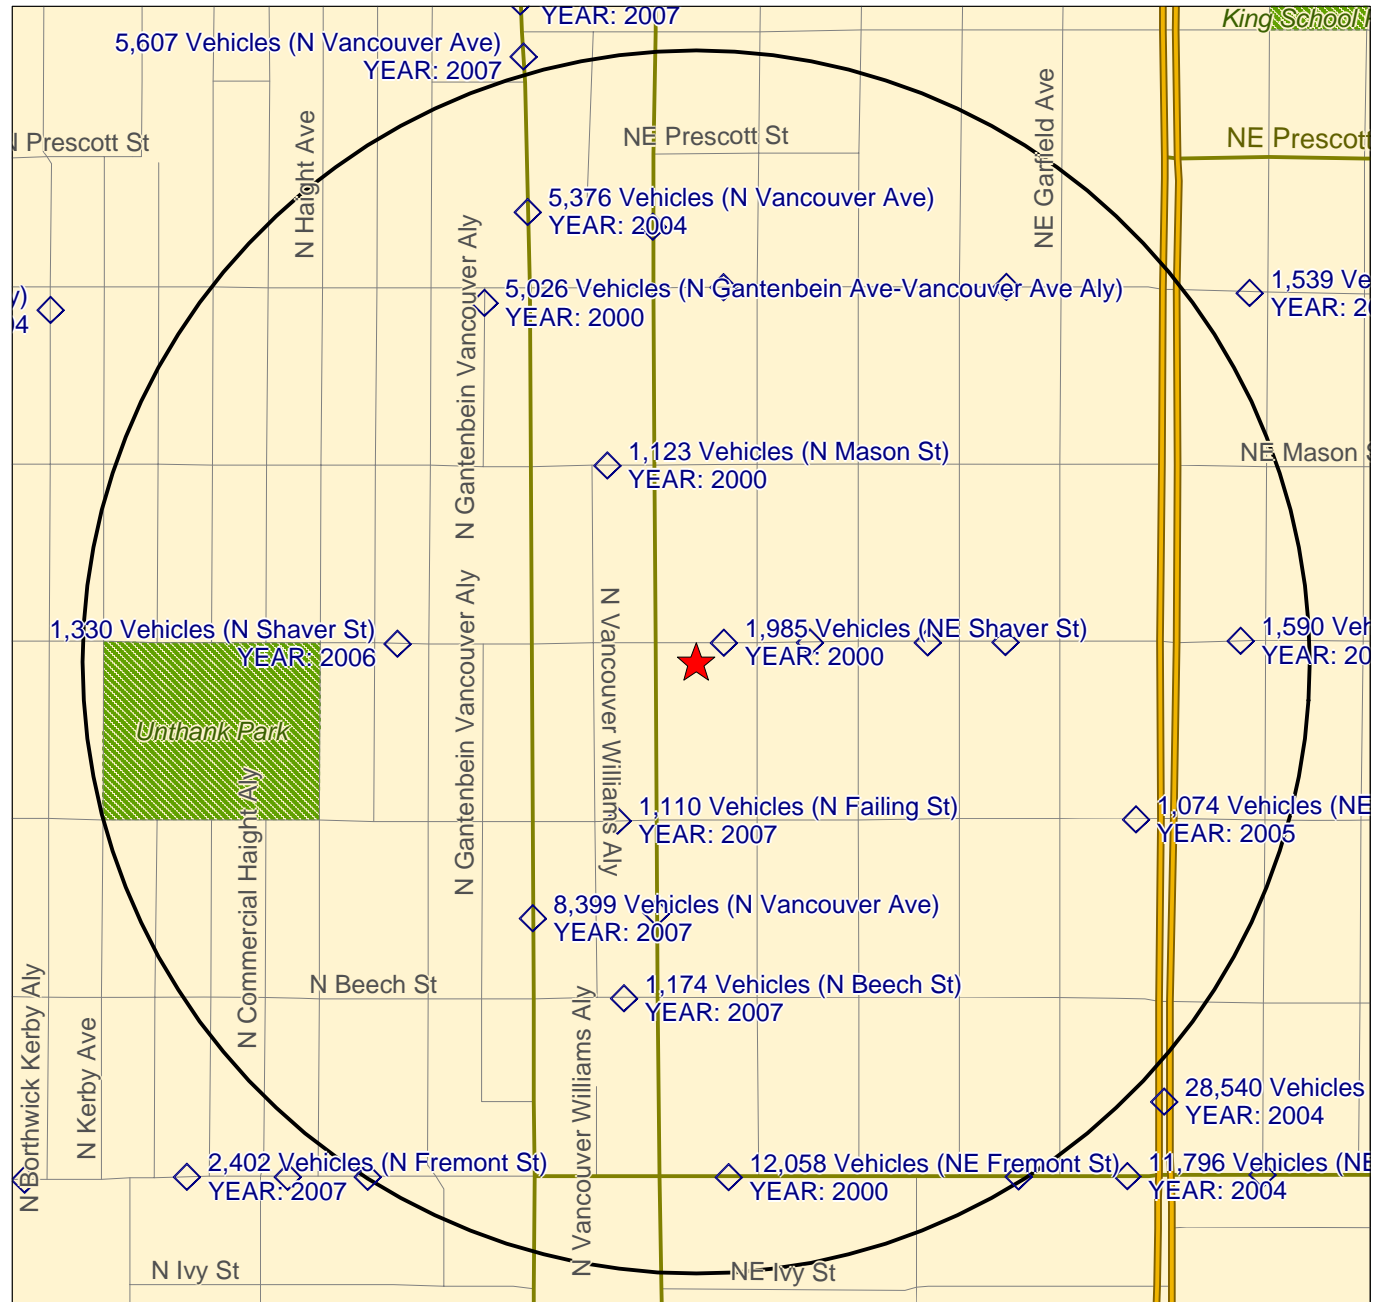 YEAR: 2007
King School
5,607 Vehicles (N Vancouver Ave)
YEAR: 2007
N Haight Ave
NE Garfield Ave
N Prescott St
NE Prescott St
NE Prescott
5,376 Vehicles (N Vancouver Ave)
YEAR: 2004
N Gantenbein Vancouver Aly
5,026 Vehicles (N Gantenbein Ave-Vancouver Ave Aly)
YEAR: 2000
1,539 Ve
YEAR: 2
y)
04
1,123 Vehicles (N Mason St)
YEAR: 2000
NE Mason S
N Gantenbein Vancouver Aly
N Vancouver Williams Aly
1,330 Vehicles (N Shaver St)
YEAR: 2006
1,985 Vehicles (NE Shaver St)
YEAR: 2000
1,590 Veh
YEAR: 20
Unthank Park
N Commercial Haight Aly
1,110 Vehicles (N Failing St)
YEAR: 2007
1,074 Vehicles (NE
YEAR: 2005
8,399 Vehicles (N Vancouver Ave)
YEAR: 2007
N Beech St
1,174 Vehicles (N Beech St)
YEAR: 2007
N Borthwick Kerby Aly
N Kerby Ave
N Vancouver Williams Aly
28,540 Vehicles
YEAR: 2004
2,402 Vehicles (N Fremont St)
YEAR: 2007
12,058 Vehicles (NE Fremont St)
YEAR: 2000
11,796 Vehicles (NE
YEAR: 2004
N Ivy St
NE Ivy St